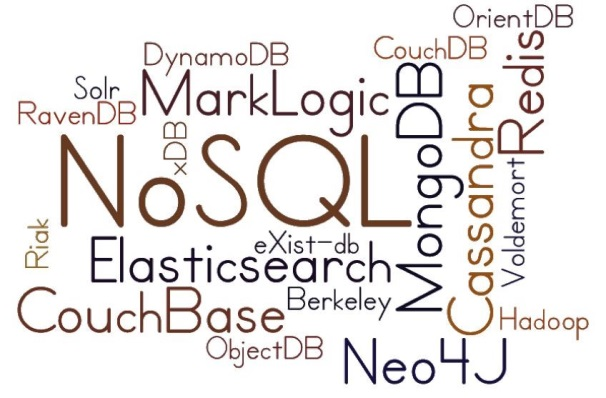 OrientDB
DynamoDB
CouchDB
Solr
MarkLogic
Redis
RavenDB
xDB
NoSQL
MongoDB
Cassandra
Voldemort
Riak
eXist-db
Elasticsearch
CouchBase
Berkeley
Hadoop
ObjectDB
Neo4J